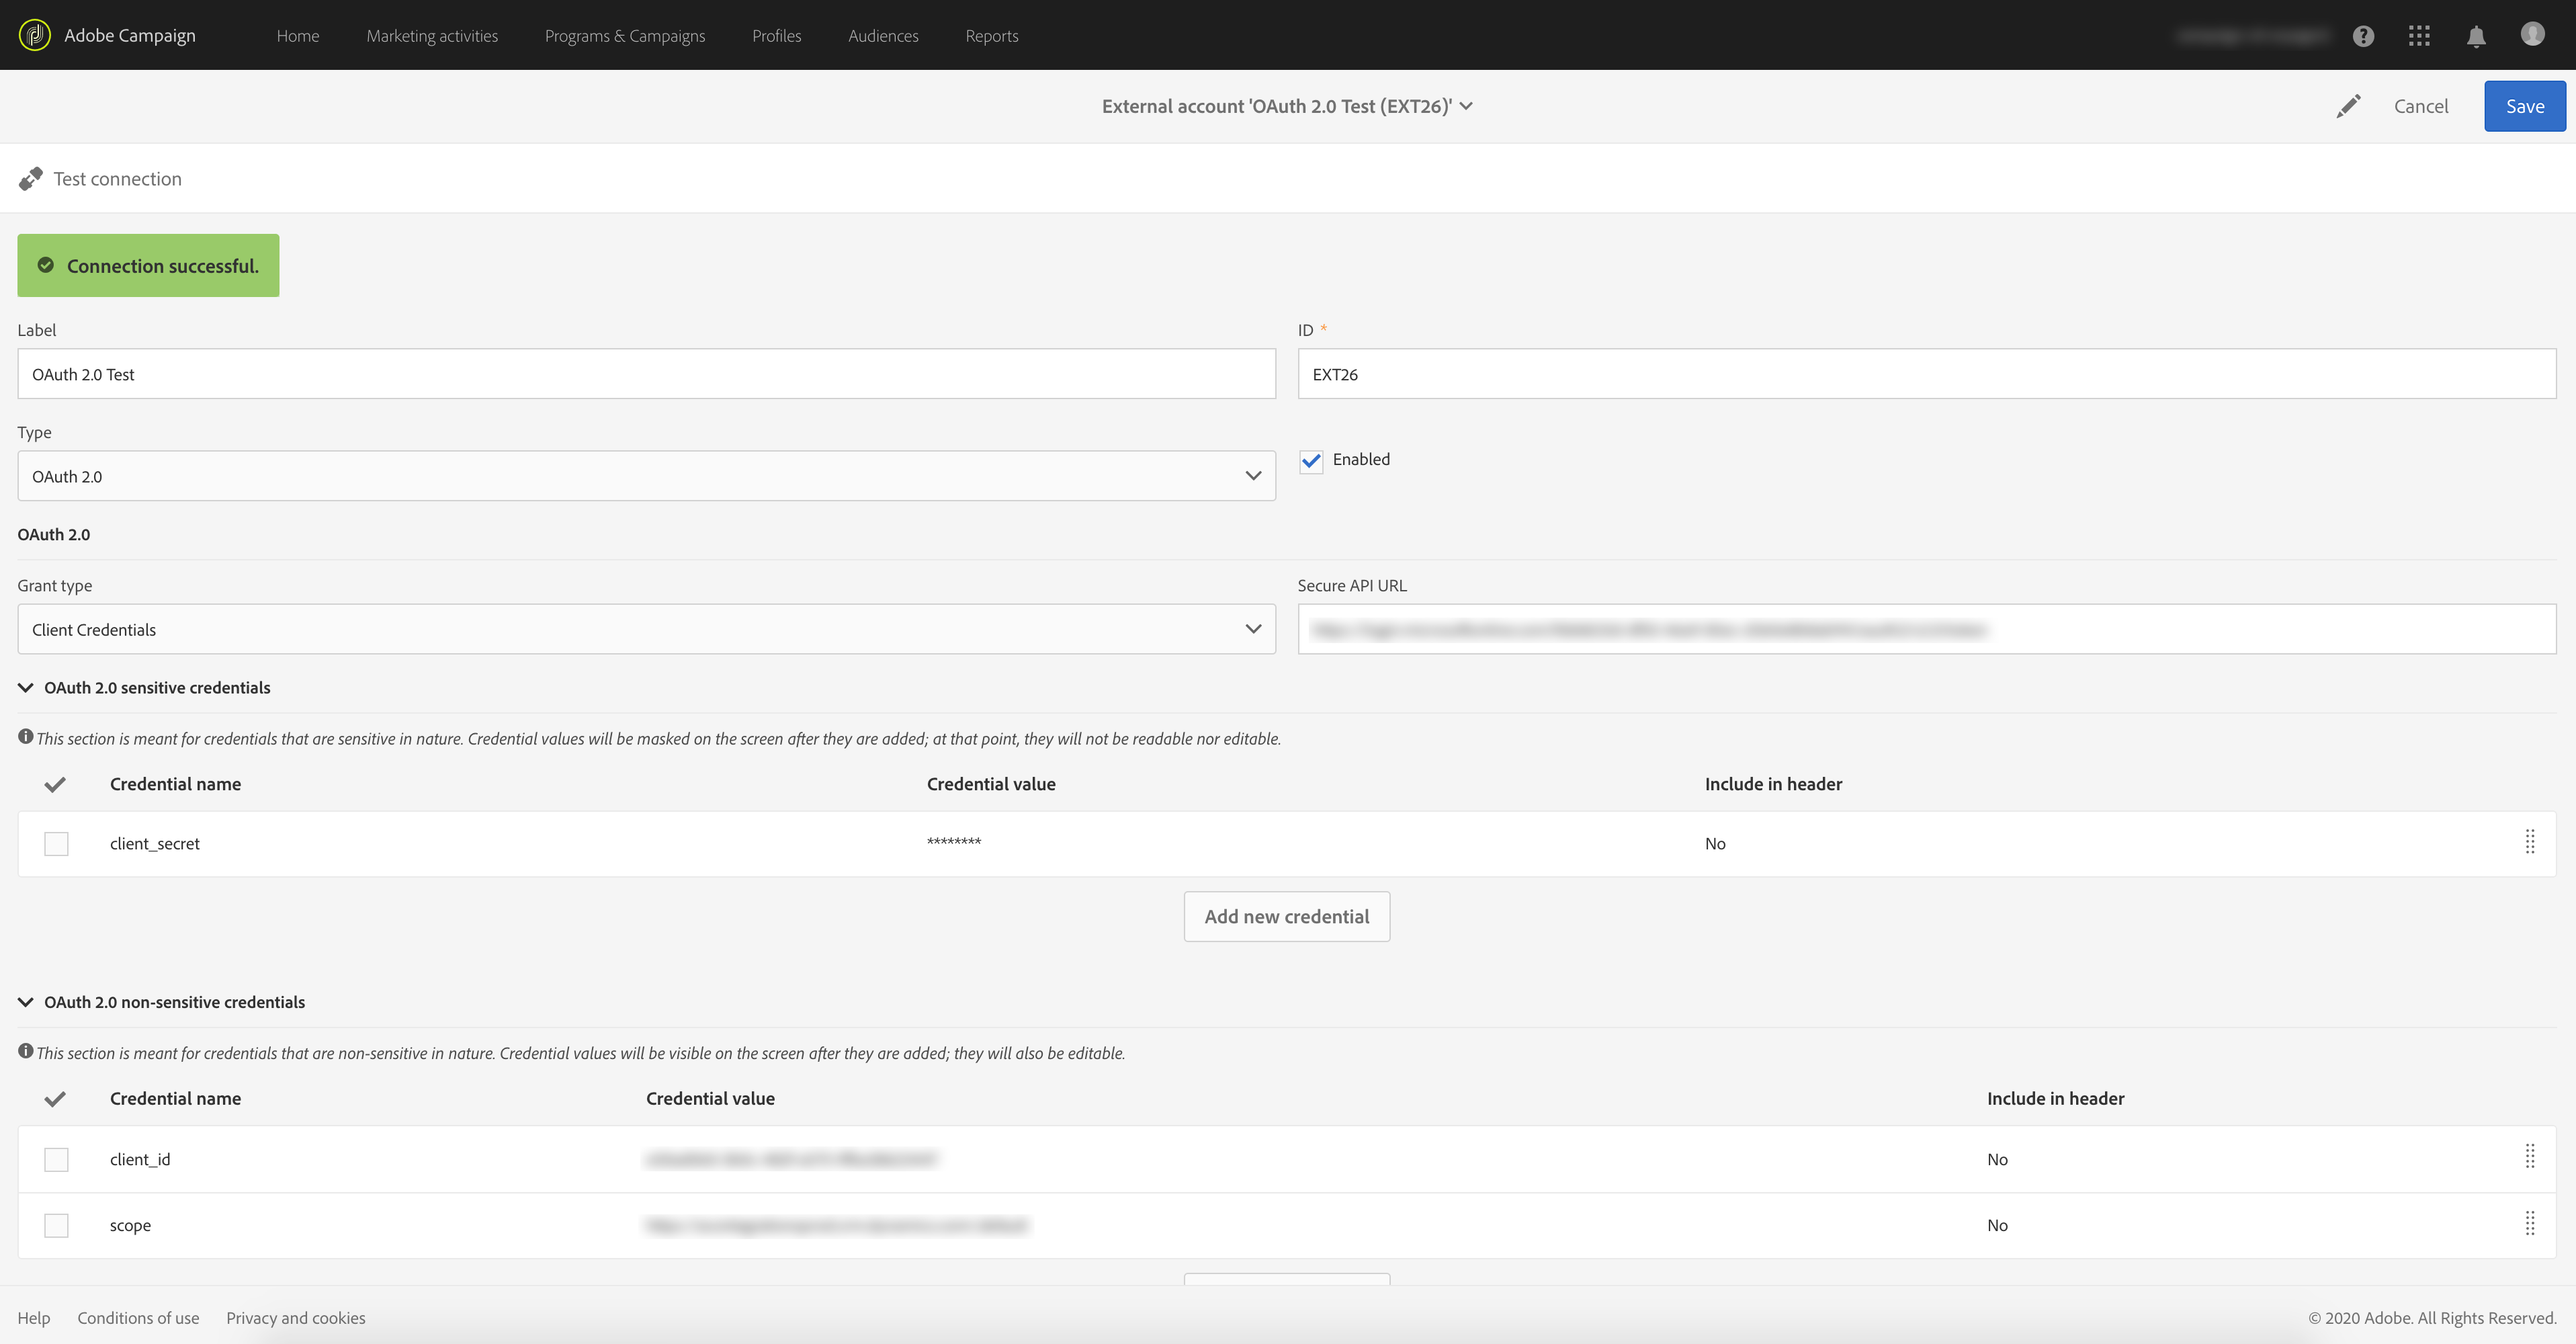 Adobe Campaign Home Marketing activities Programs & Campaigns Profiles Audiences Reports
External account 'OAuth 2.0 Test (EXT26)' Cancel Save
Test connection
Connection successful.
Label ID *
OAuth 2.0 Test EXT26
Type
OAuth 2.0 Enabled
OAuth 2.0
Grant type Secure API URL
Client Credentials
OAuth 2.0 sensitive credentials
This section is meant for credentials that are sensitive in nature. Credential values will be masked on the screen after they are added; at that point, they will not be readable nor editable.
Credential name Credential value Include in header
client_secret ******** No
Add new credential
OAuth 2.0 non-sensitive credentials
This section is meant for credentials that are non-sensitive in nature. Credential values will be visible on the screen after they are added; they will also be editable.
Credential name Credential value Include in header
client_id No
scope No
Help Conditions of use Privacy and cookies © 2020 Adobe. All Rights Reserved.